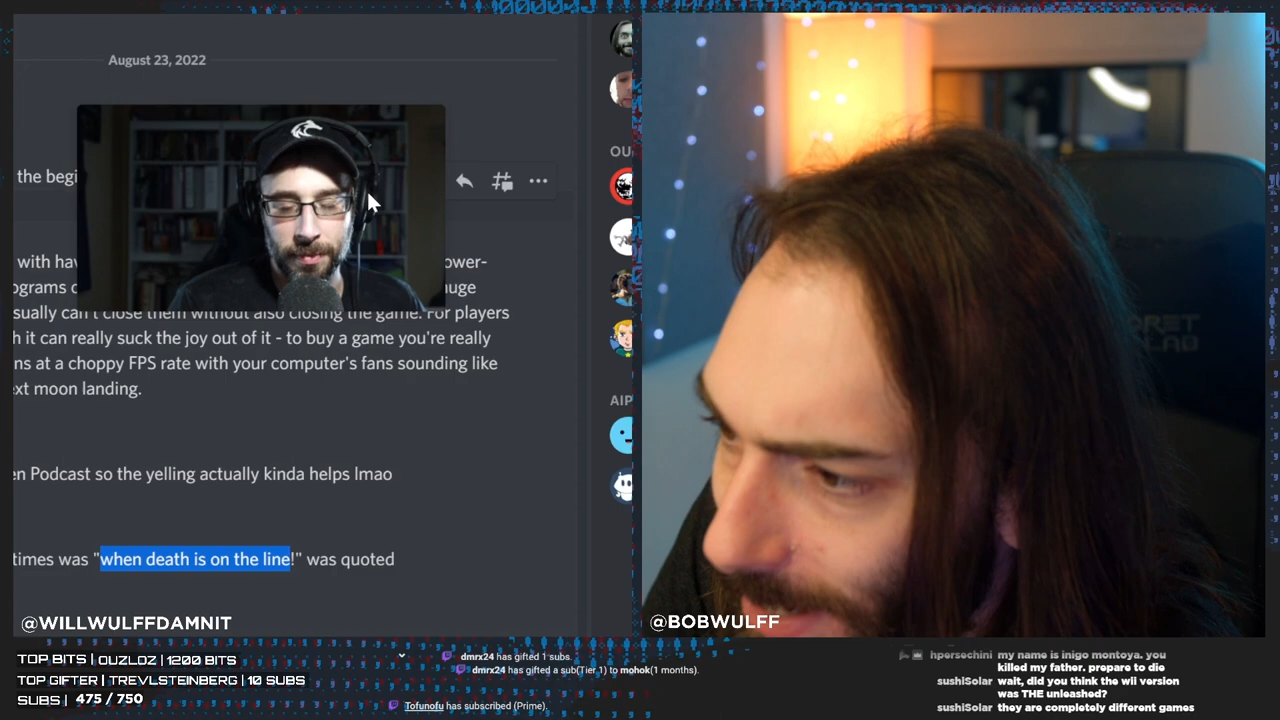 August 23, 2022
the begi
with hav
ower-
ograms
uge
sually can't close them without also closing the game. For players
h it can really suck the joy out of it - to buy a game you're really
ns at a choppy FPS rate with your computer's fans sounding like
xt moon landing.
en Podcast so the yelling actually kinda helps lmao
times was "when death is on the line!" was quoted
OU
AIP
@WILLWULFFDAMNIT
@BOBWULFF
TOP BITS | OUZLOZ | 1200 BITS
TOP GIFTER | TREVLSTEINBERG | 10 SUBS
SUBS | 475 / 750
dmrx24 has gifted 1 subs.
dmrx24 has gifted a sub(Tier 1) to mohok(1 months).
Tofunofu has subscribed (Prime).
hpersechini my name is inigo montoya. you
killed my father. prepare to die
sushiSolar wait, did you think the wii version
was THE unleashed?
sushiSolar they are completely different games